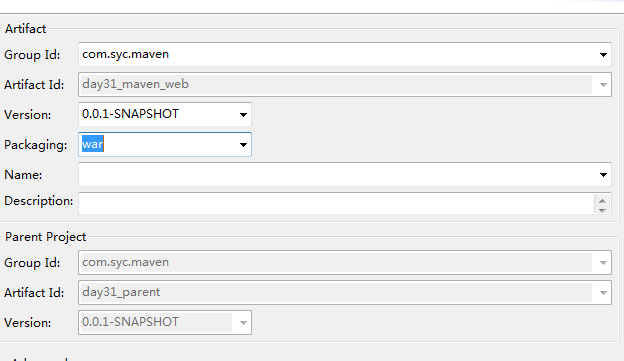 Artifact
Group Id: com.syc.maven
Artifact Id: day31_maven_web
Version: 0.0.1-SNAPSHOT
Packaging: war
Name:
Description:
Parent Project
Group Id: com.syc.maven
Artifact Id: day31_parent
Version: 0.0.1-SNAPSHOT